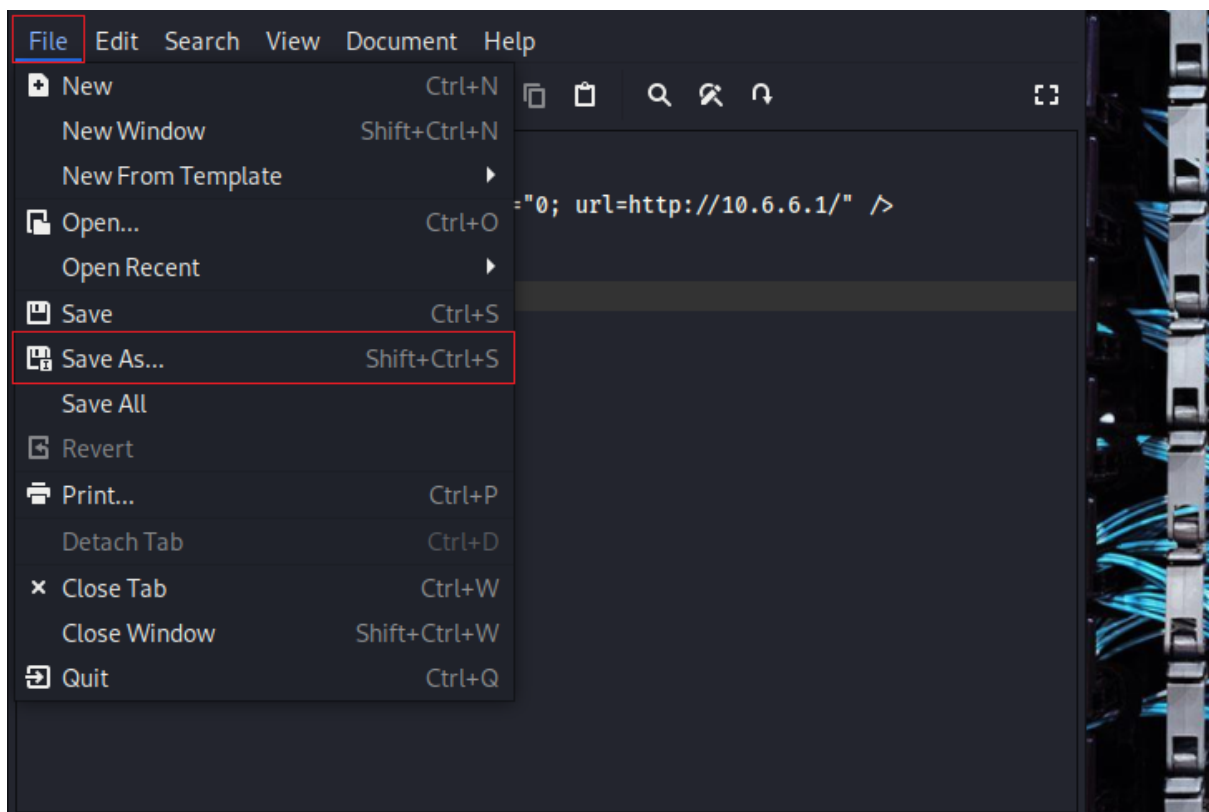 File Edit Search View Document Help
New Ctrl+N
New Window Shift+Ctrl+N
New From Template
="0; url=http://10.6.6.1/" />
Open... Ctrl+O
Open Recent
Save Ctrl+S
Save As... Shift+Ctrl+S
Save All
Revert
Print... Ctrl+P
Detach Tab Ctrl+D
Close Tab Ctrl+W
Close Window Shift+Ctrl+W
Quit Ctrl+Q